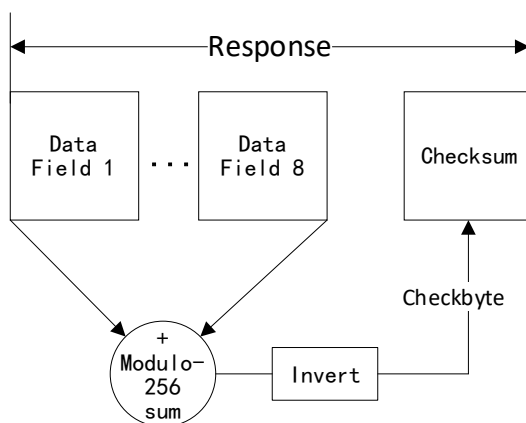 Response
Data
Field 1
...
Data
Field 8
Checksum
Checkbyte
+
Modulo-
256
sum
Invert